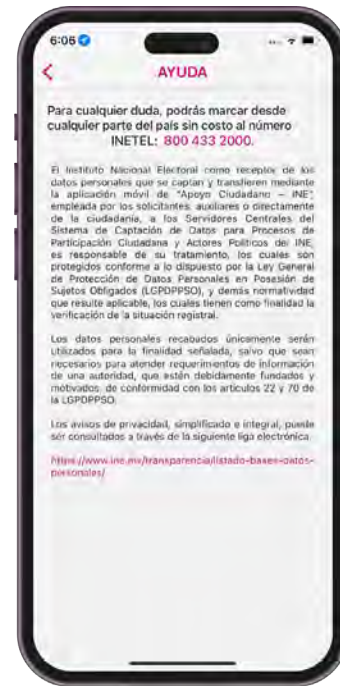 6:06
AYUDA
Para cualquier duda, podrás marcar desde
cualquier parte del país sin costo al número
INETEL: 800 433 2000.
El Instituto Nacional Electoral como receptor de los
datos personales que se captan y transfieren mediante
la aplicación móvil de "Apoyo Ciudadano – INE",
empleada por los solicitantes, auxiliares o directamente
de la ciudadanía, a los Servidores Centrales del
Sistema de Captación de Datos para Procesos de
Participación Ciudadana y Actores Políticos del INE,
es responsable de su tratamiento, los cuales son
protegidos conforme a lo dispuesto por la Ley General
de Protección de Datos Personales en Posesión de
Sujetos Obligados (LGPDPPSO), y demás normatividad
que resulte aplicable, los cuales tienen como finalidad la
verificación de la situación registral.
Los datos personales recabados únicamente serán
utilizados para la finalidad señalada, salvo que sean
necesarios para atender requerimientos de información
de una autoridad, que estén debidamente fundados y
motivados, de conformidad con los artículos 22 y 70 de
la LGPDPPSO.
Los avisos de privacidad, simplificado e integral, puede
ser consultados a través de la siguiente liga electrónica:
https://www.ine.mx/transparencia/listado-bases-datos-
personales/